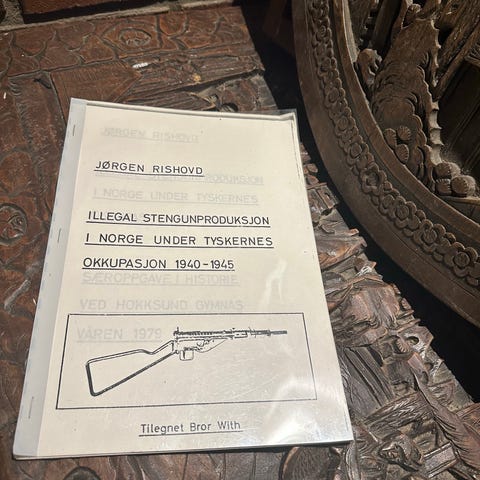 JØRGEN RISHOVD
JØRGEN RISHOVD
PRODUKSJON
I NORGE UNDER TYSKERNES
ILLEGAL STENGUNPRODUKSJON
I NORGE UNDER TYSKERNES
OKKUPASJON 1940-1945
SÆROPPGAVE I HISTORIE
VED HOKKSUND GYMNAS
VÅREN 1979
Tilegnet Bror With